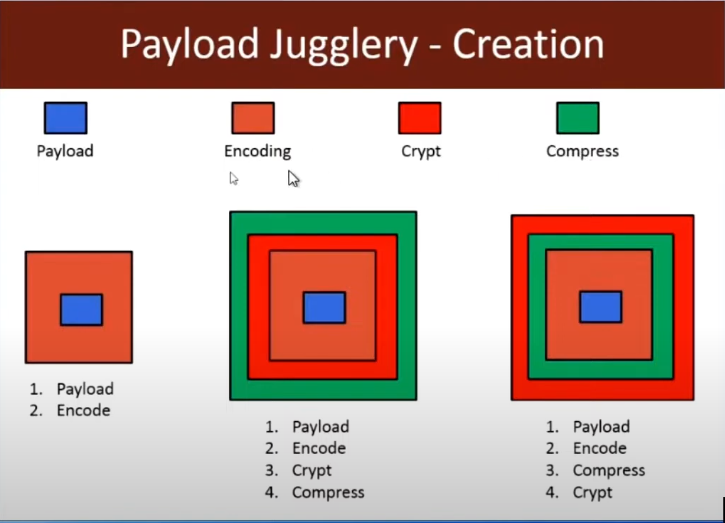 Payload Jugglery - Creation
Payload
Encoding
Crypt
Compress
1. Payload
2. Encode
1. Payload
2. Encode
3. Crypt
4. Compress
1. Payload
2. Encode
3. Compress
4. Crypt